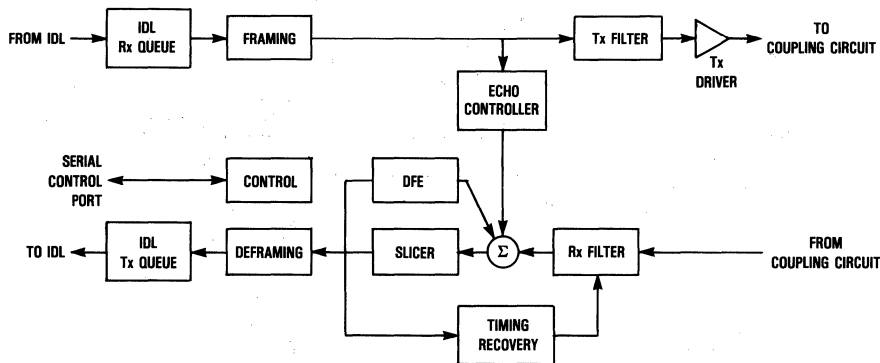 FROM IDL
IDL
Rx QUEUE
FRAMING
Tx FILTER
Tx
DRIVER
TO
COUPLING CIRCUIT
ECHO
CONTROLLER
SERIAL
CONTROL
PORT
CONTROL
DFE
TO IDL
IDL
Tx QUEUE
DEFRAMING
SLICER
Σ
Rx FILTER
FROM
COUPLING CIRCUIT
TIMING
RECOVERY